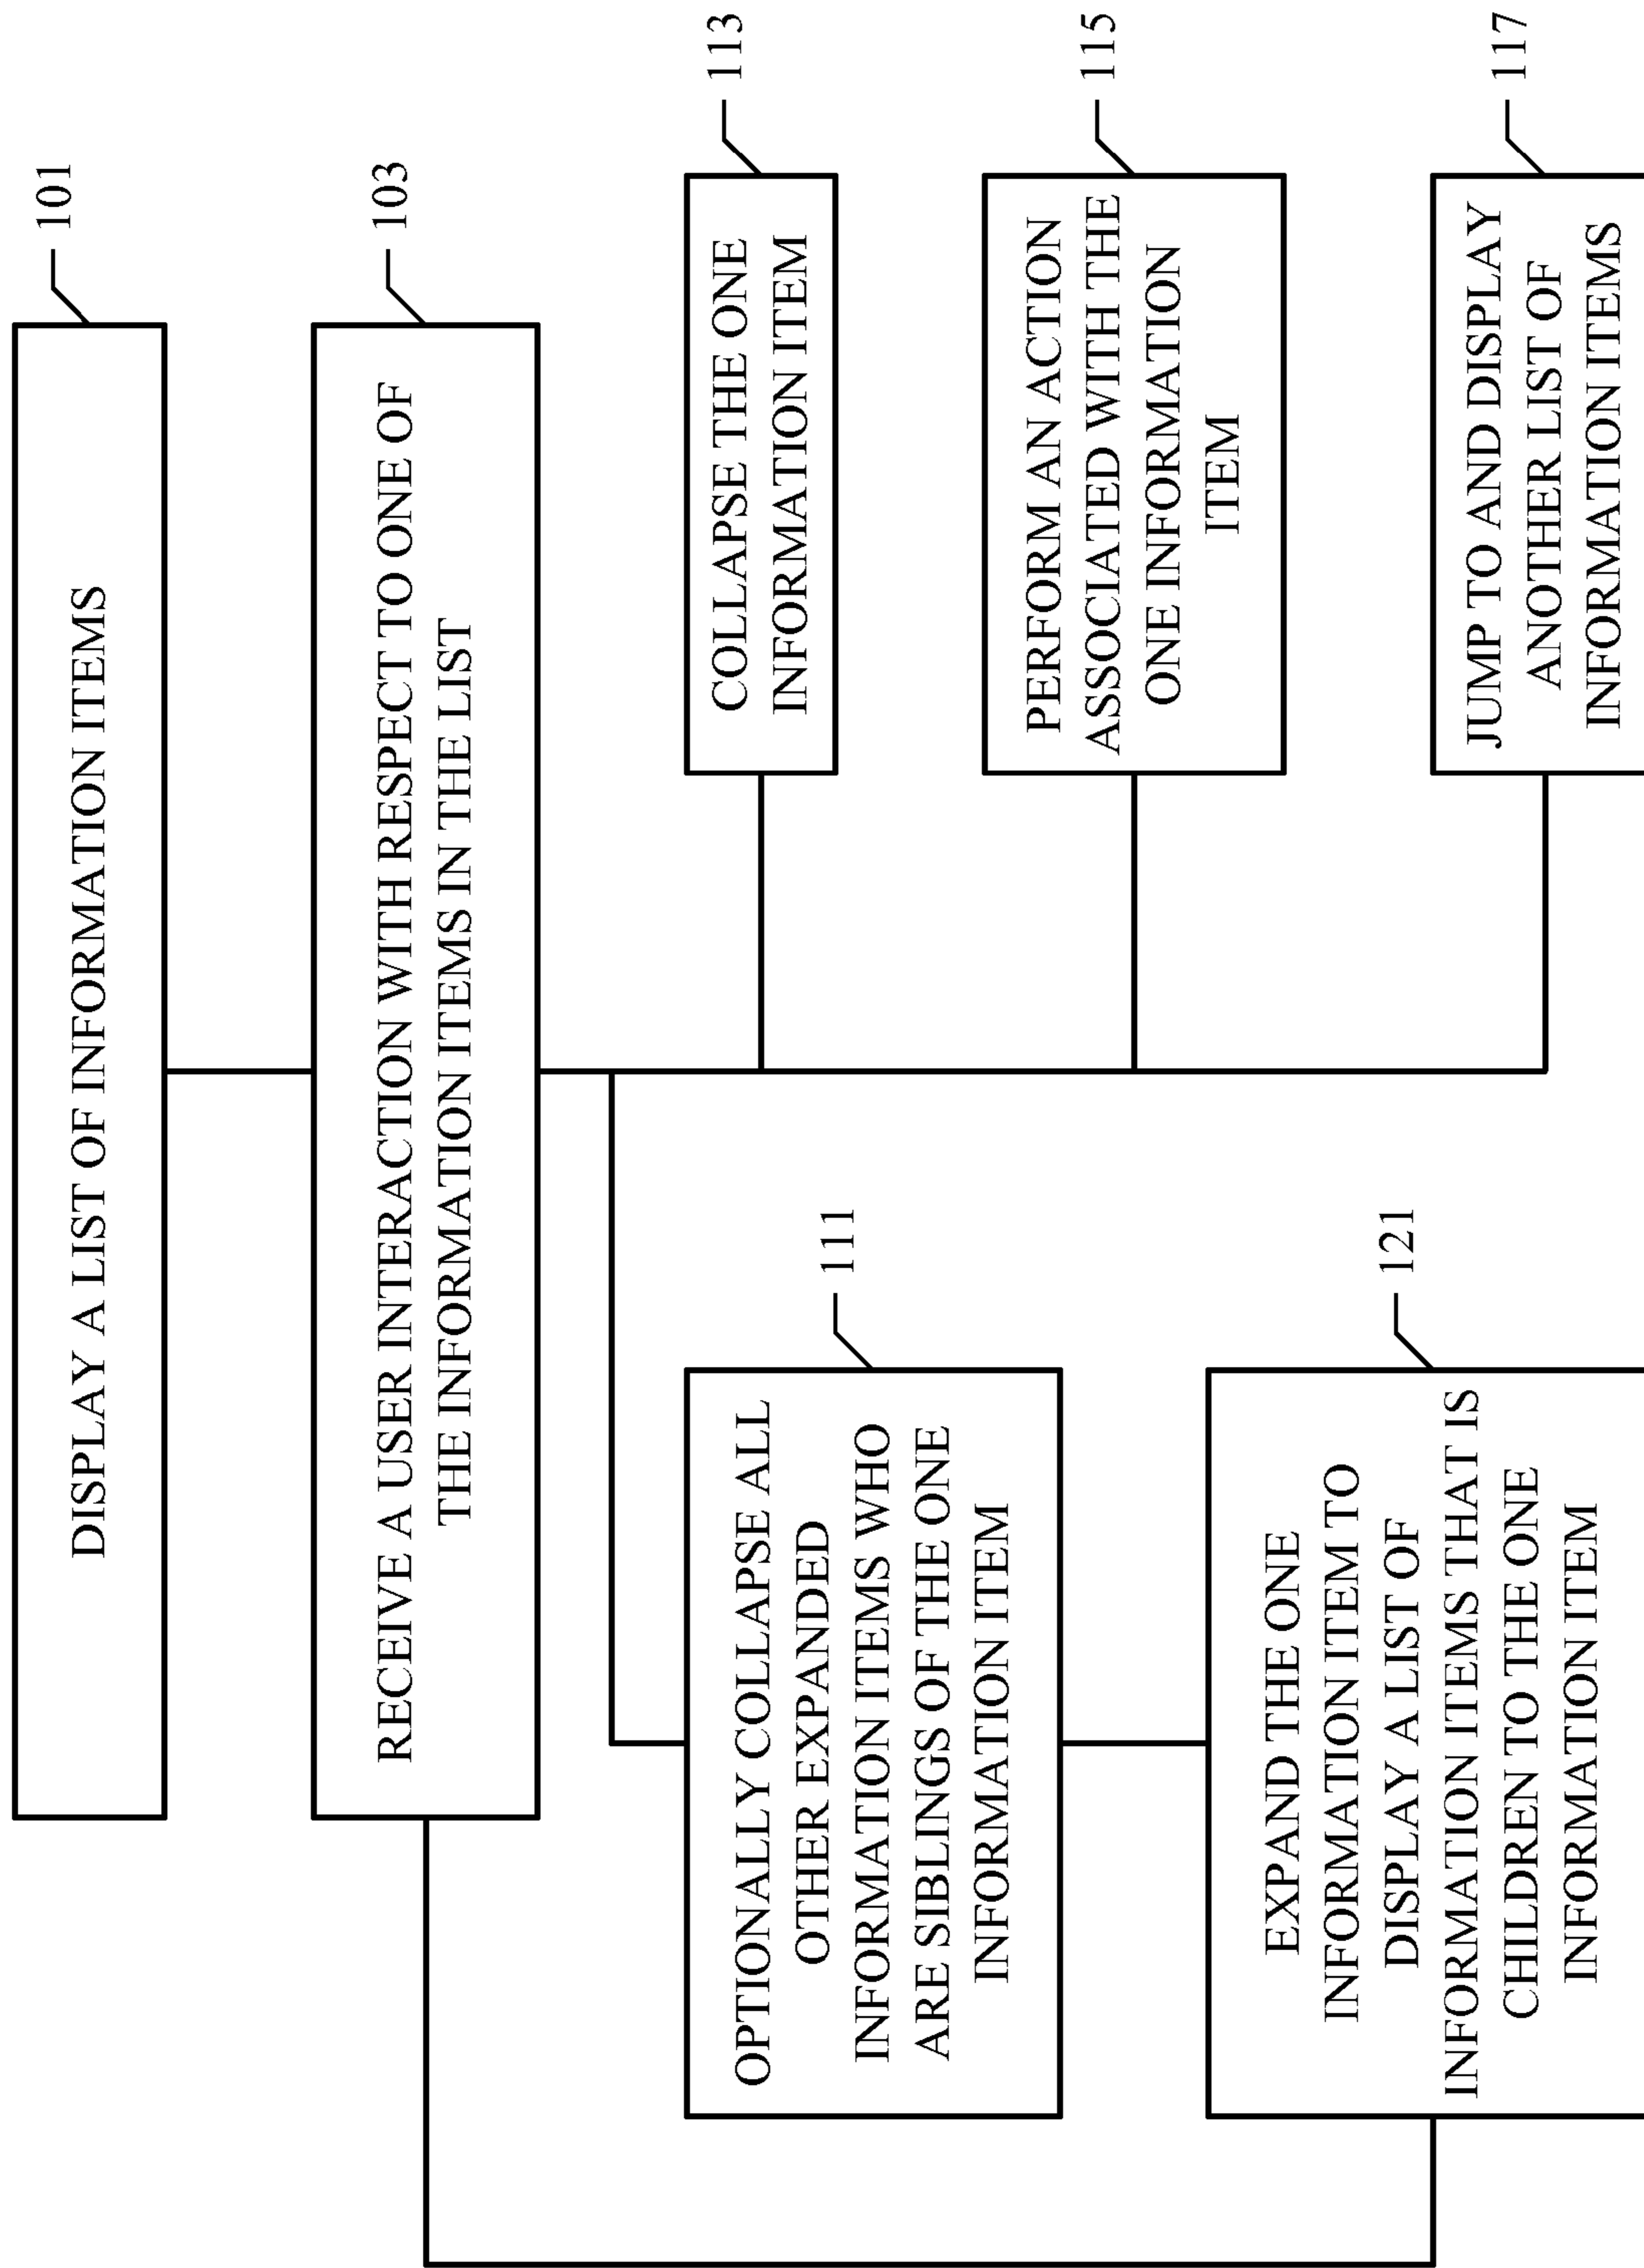 DISPLAY A LIST OF INFORMATION ITEMS
101
RECEIVE A USER INTERACTION WITH RESPECT TO ONE OF
THE INFORMATION ITEMS IN THE LIST
103
OPTIONALLY COLLAPSE ALL
OTHER EXPANDED
INFORMATION ITEMS WHO
ARE SIBLINGS OF THE ONE
INFORMATION ITEM
111
EXPAND THE ONE
INFORMATION ITEM TO
DISPLAY A LIST OF
INFORMATION ITEMS THAT IS
CHILDREN TO THE ONE
INFORMATION ITEM
121
COLLAPSE THE ONE
INFORMATION ITEM
113
PERFORM AN ACTION
ASSOCIATED WITH THE
ONE INFORMATION
ITEM
115
JUMP TO AND DISPLAY
ANOTHER LIST OF
INFORMATION ITEMS
117